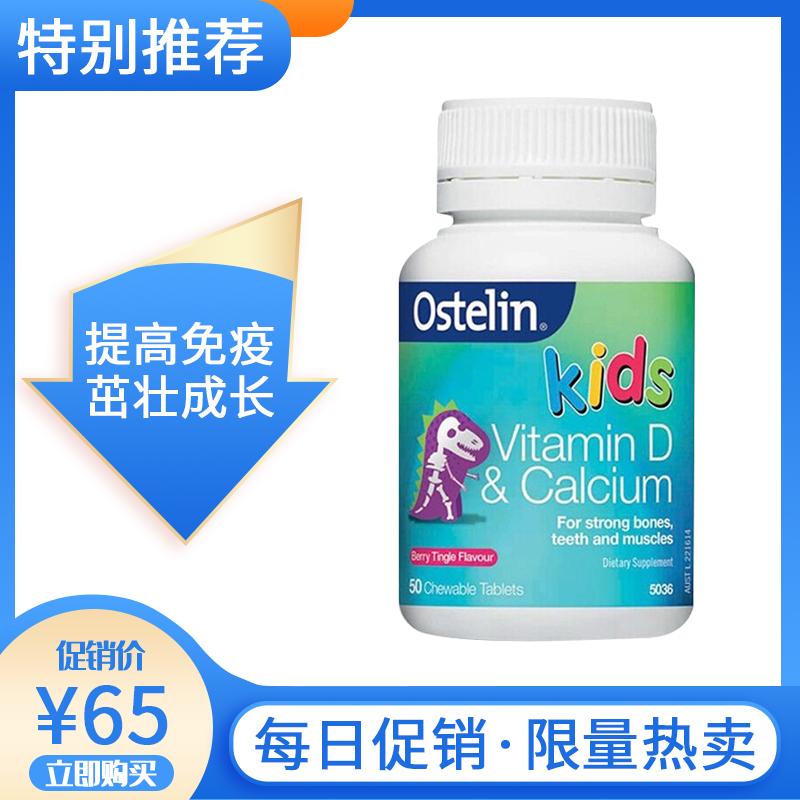 特别推荐
提高免疫
茁壮成长
Ostelin®
kids
Vitamin D
& Calcium
For strong bones,
teeth and muscles
Dietary Supplement
Berry Tingle Flavour
50 Chewable Tablets
5036
AUST L 221614
促销价
¥65
立即购买
每日促销·限量热卖